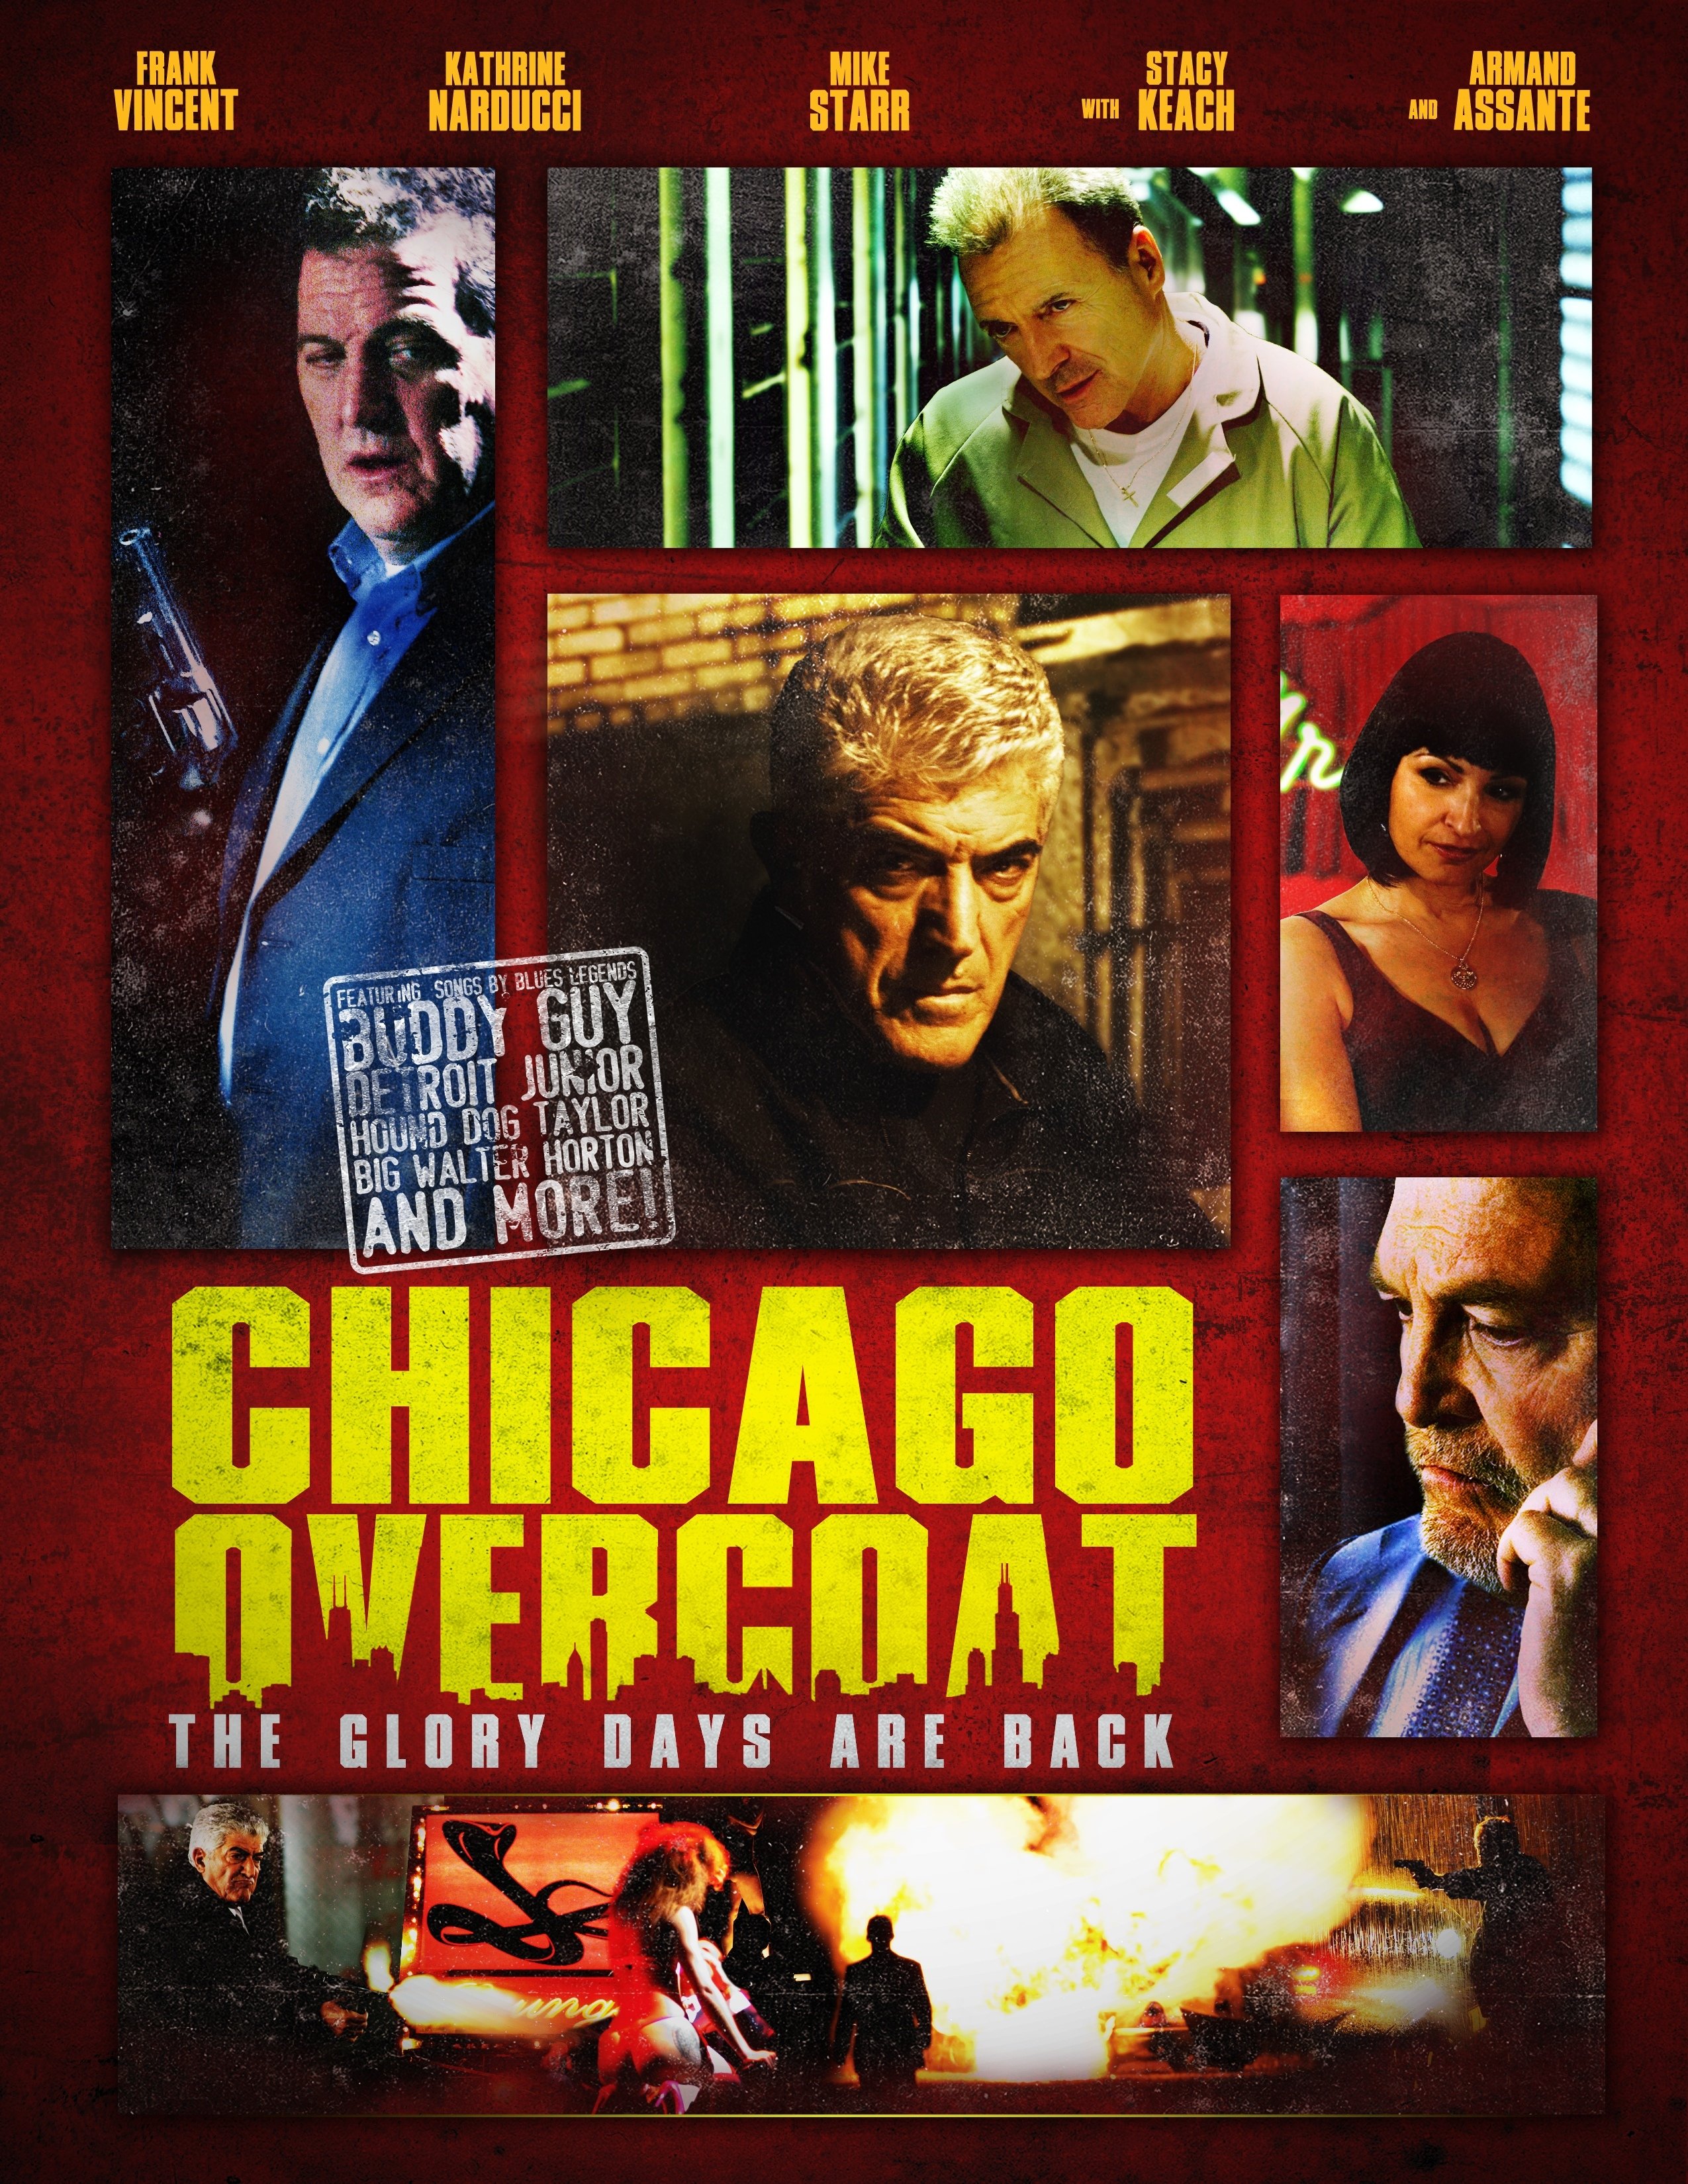 FRANK
VINCENT
KATHRINE
NARDUCCI
MIKE
STARR
STACY
WITH KEACH
ARMAND
AND ASSANTE
FEATURING SONGS BY BLUES LEGENDS
BUDDY GUY
DETROIT JUNIOR
HOUND DOG TAYLOR
BIG WALTER HORTON
AND MORE!
CHICAGO
OVERCOAT
THE GLORY DAYS ARE BACK